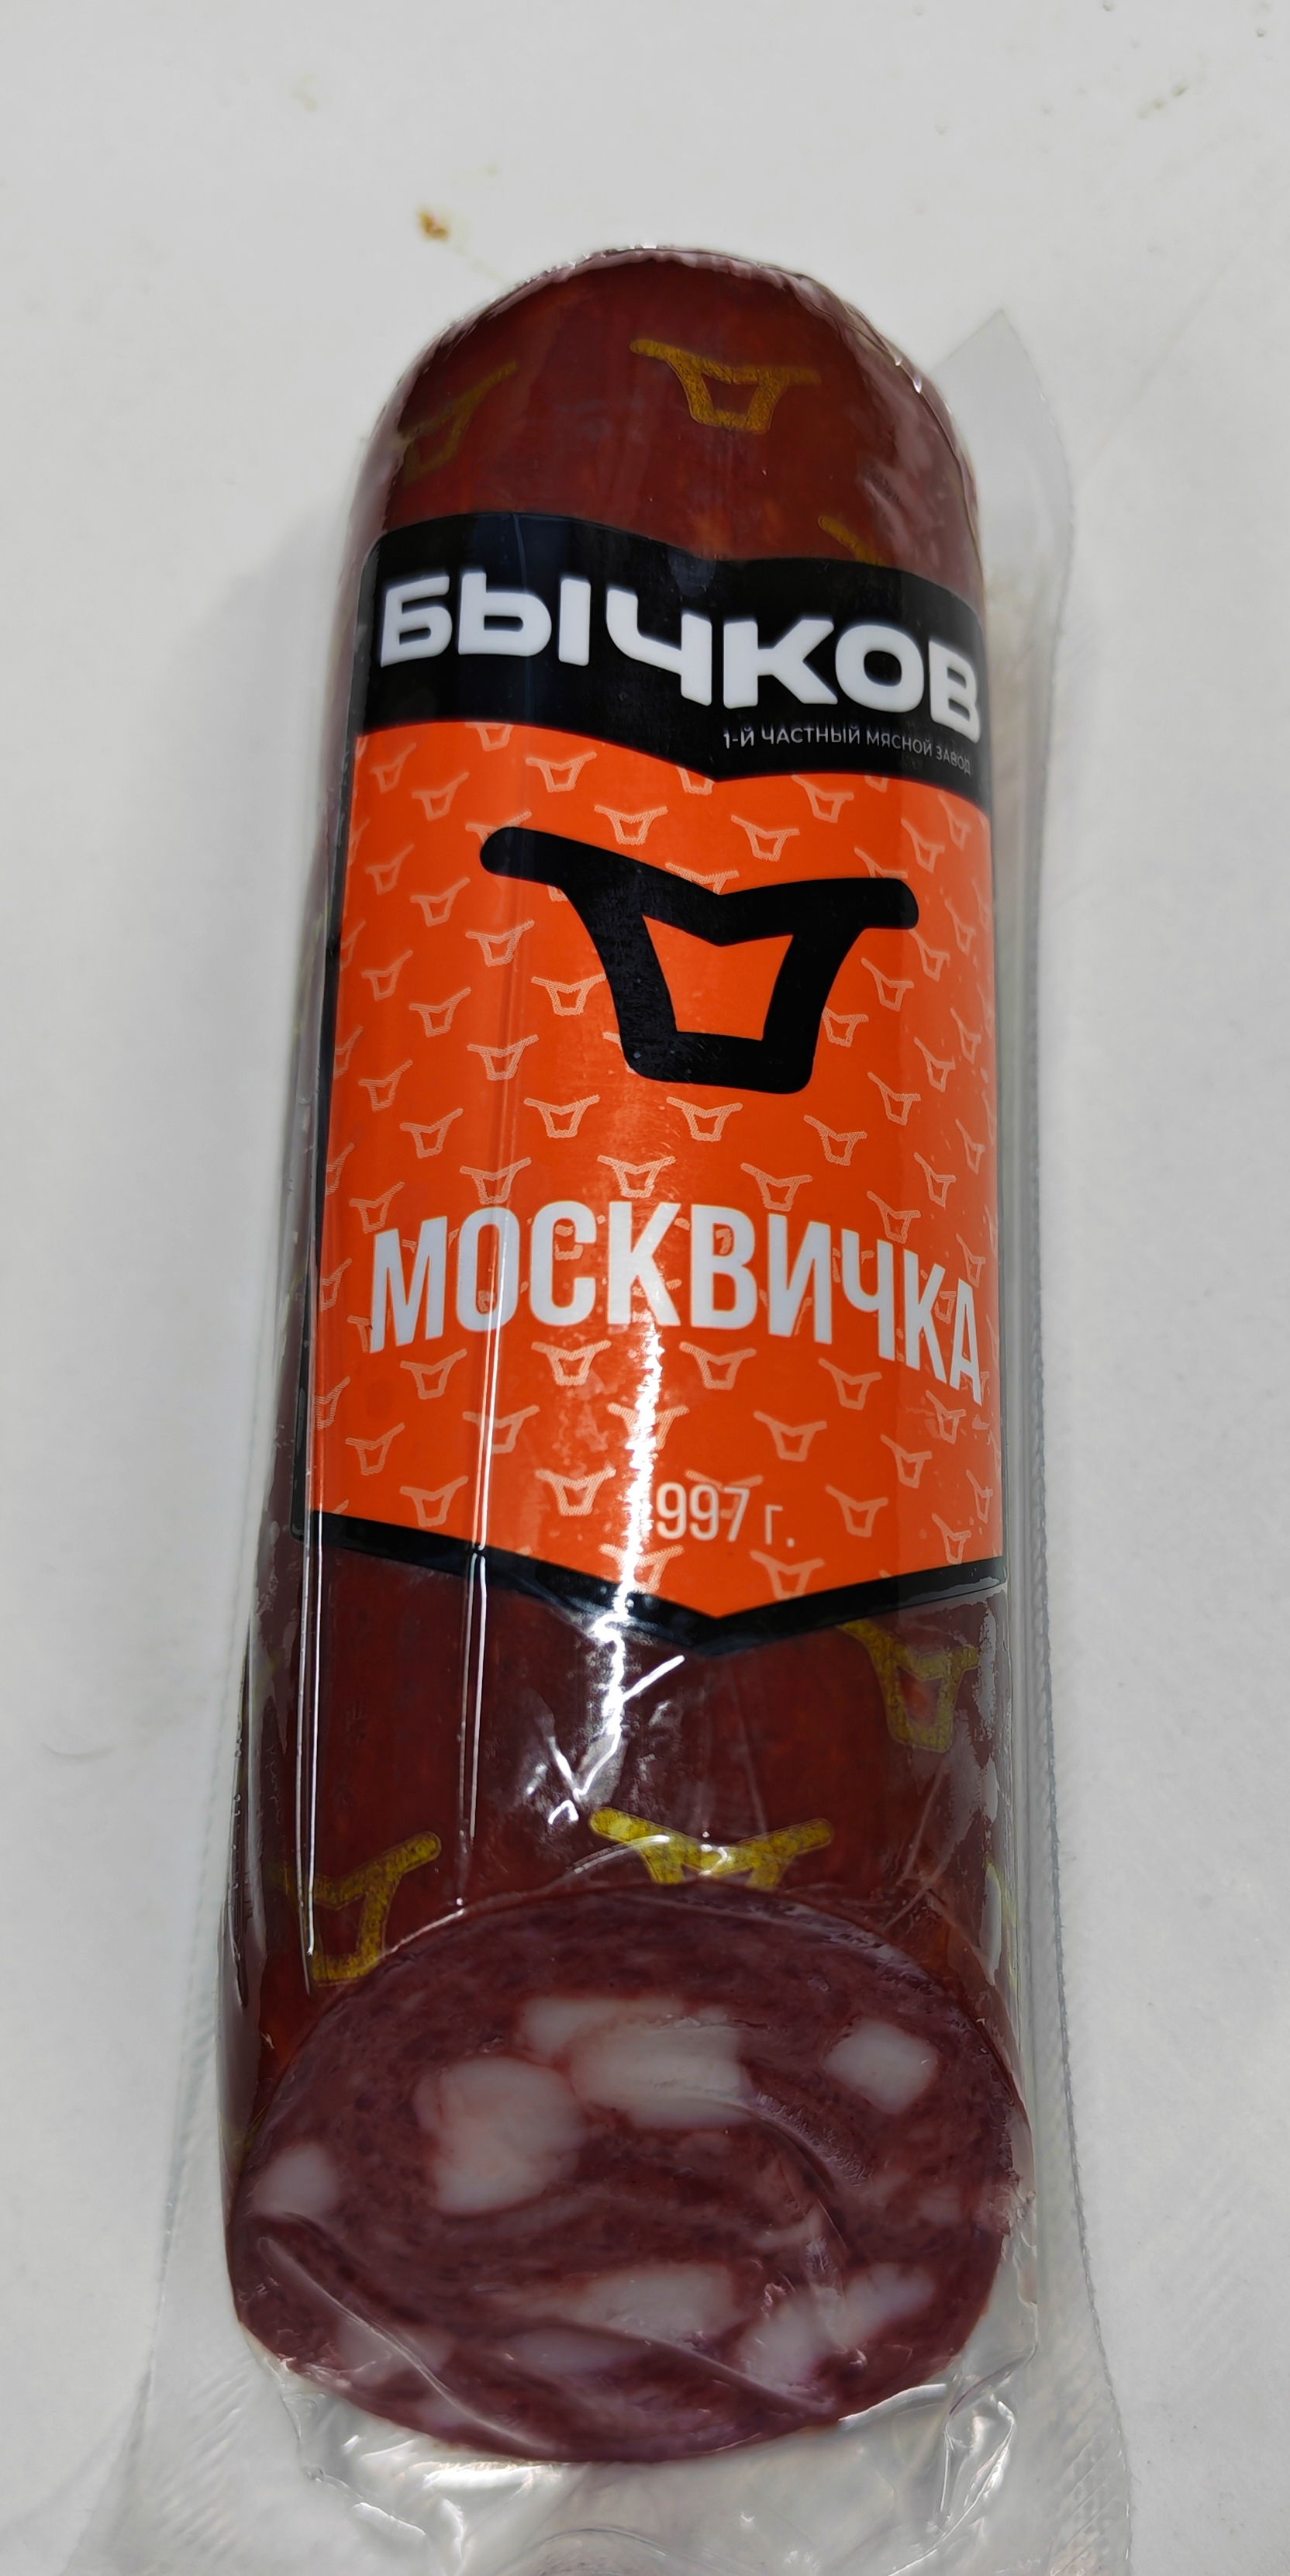 БЫЧКОВ
1-Й ЧАСТНЫЙ МЯСНОЙ ЗАВОД
МОСКВИЧКА
997 г.